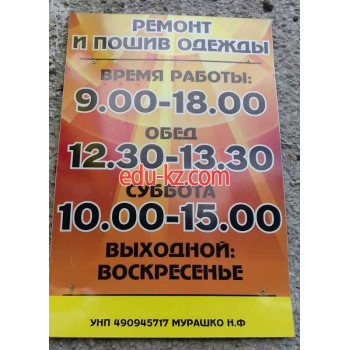 РЕМОНТ
И ПОШИВ ОДЕЖДЫ
ВРЕМЯ РАБОТЫ:
9.00-18.00
ОБЕД
12.30-13.30
edu-kz.com
СУББОТА
10.00-15.00
ВЫХОДНОЙ:
ВОСКРЕСЕНЬЕ
УНП 490945717 МУРАШКО Н.Ф